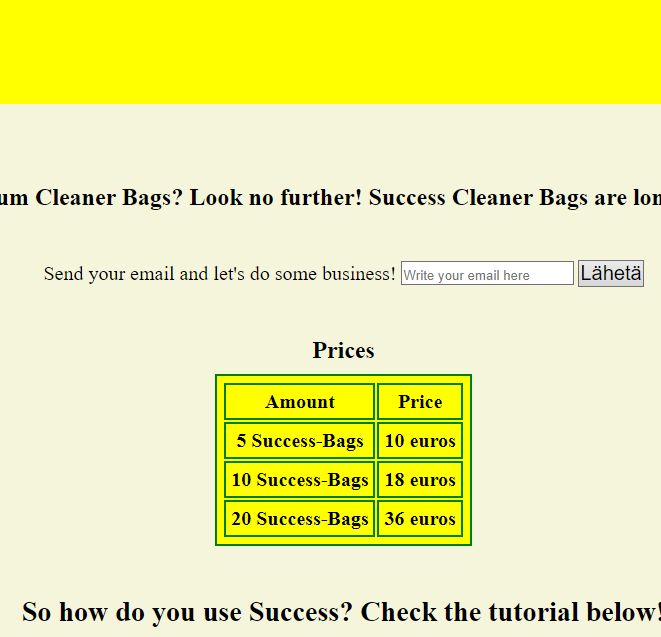 um Cleaner Bags? Look no further! Success Cleaner Bags are lon
Send your email and let's do some business! Write your email here Lähetä
Prices
Amount Price
5 Success-Bags 10 euros
10 Success-Bags 18 euros
20 Success-Bags 36 euros
So how do you use Success? Check the tutorial below!